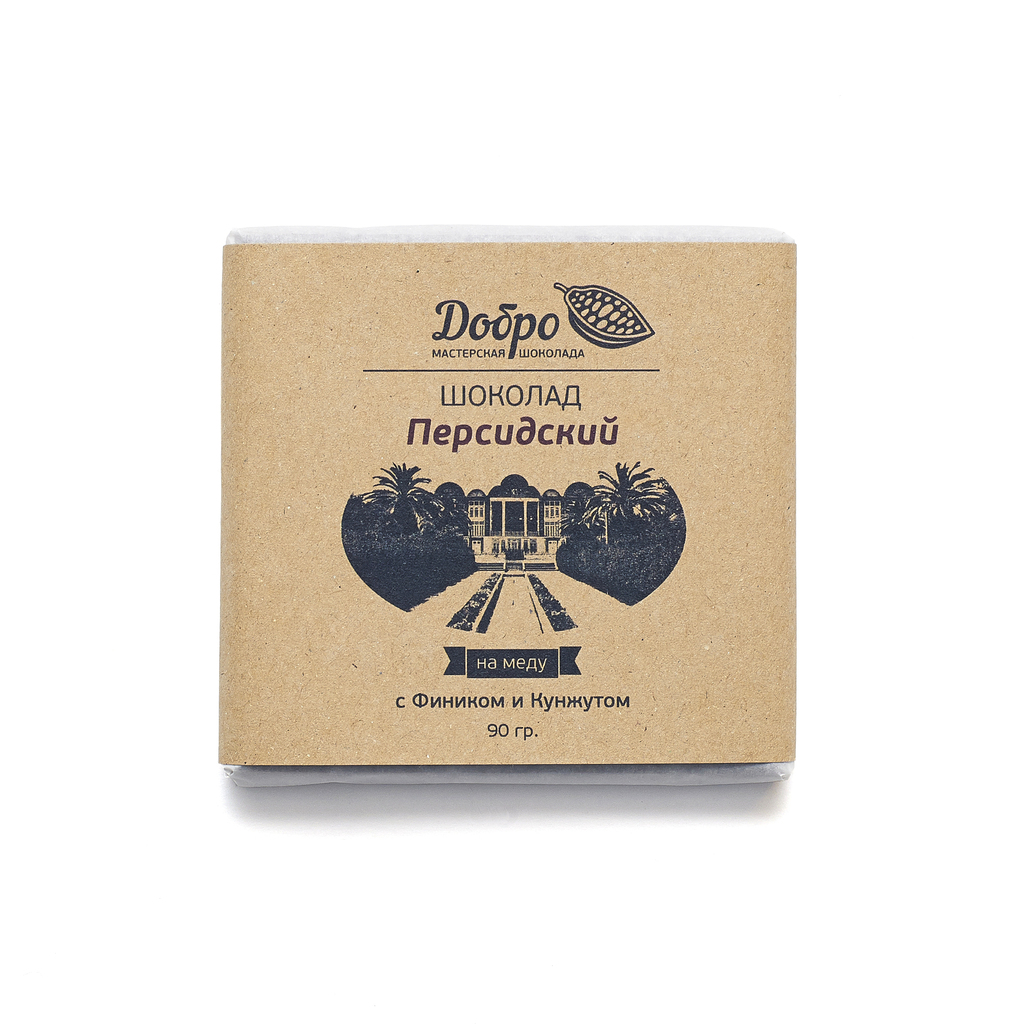 Добро
МАСТЕРСКАЯ ШОКОЛАДА
ШОКОЛАД
Персидский
на меду
с Фиником и Кунжутом
90 гр.